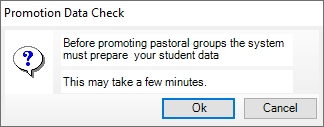 Promotion Data Check
Before promoting pastoral groups the system
must prepare  your student data
This may take a few minutes.
Ok
Cancel